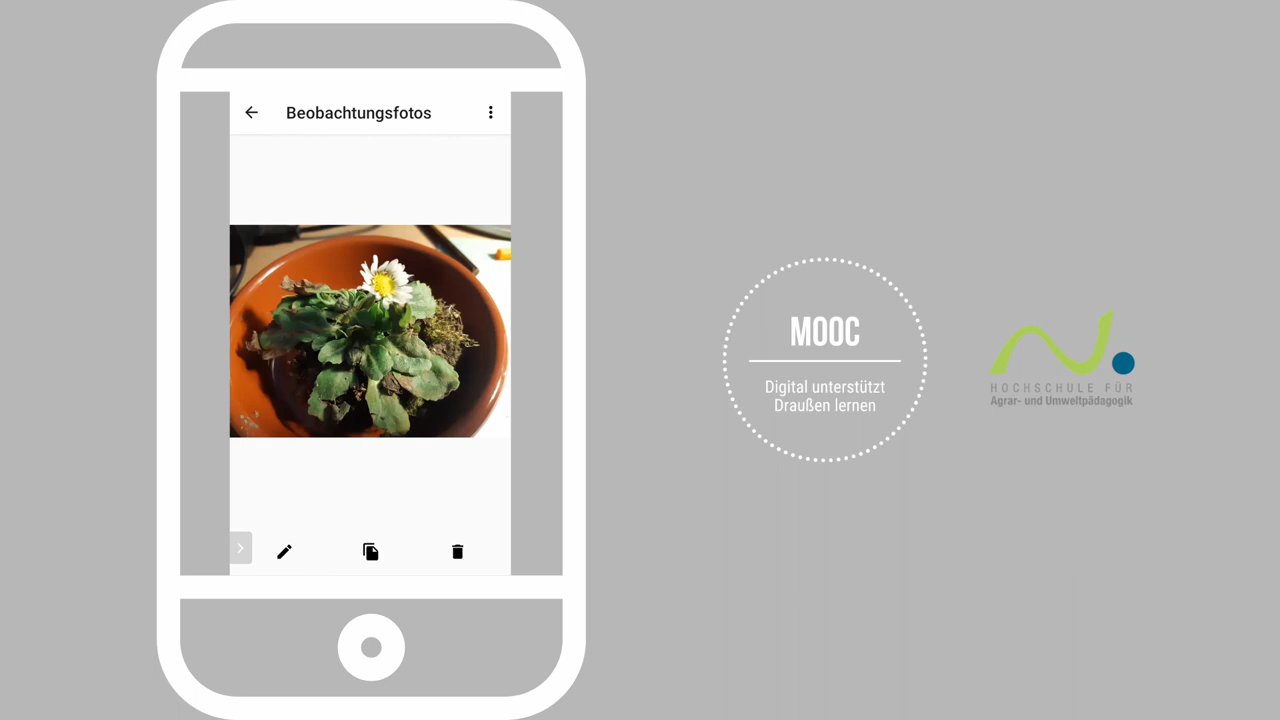 Beobachtungsfotos
MOOC
Digital unterstützt
Draußen lernen
HOCHSCHULE FÜR
Agrar- und Umweltpädagogik